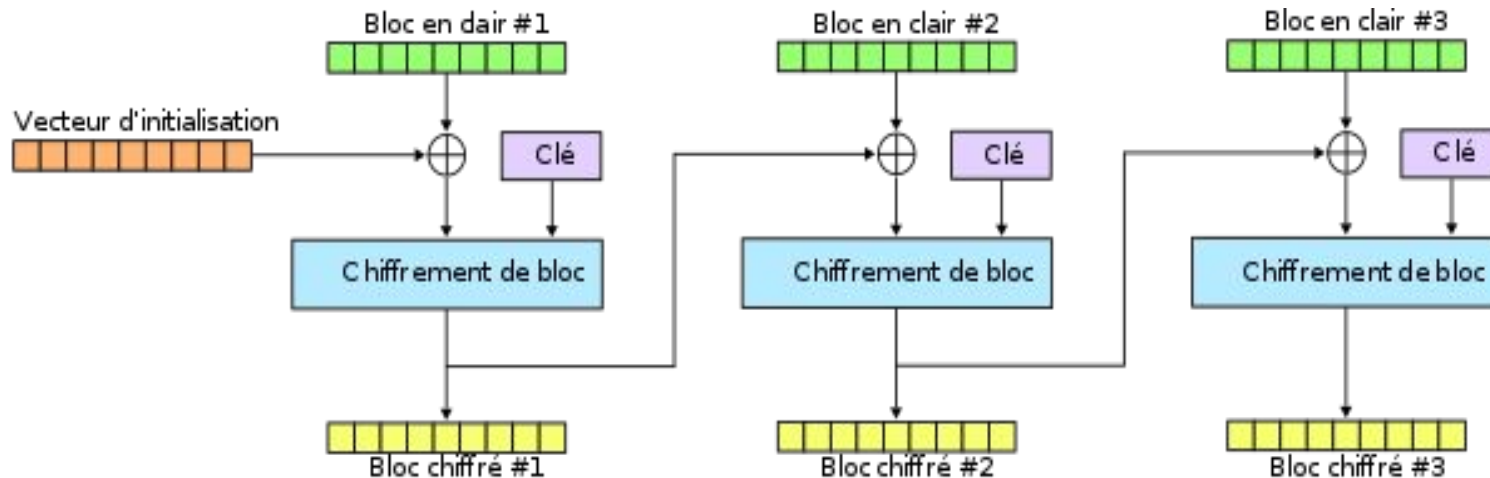 Bloc en dair #1
Bloc en clair #2
Bloc en clair #3
Vecteur d'initialisation
Clé
Clé
Clé
Chiffrement de bloc
Chiffrement de bloc
Chiffrement de bloc
Bloc chiffré #1
Bloc chiffré #2
Bloc chiffré #3